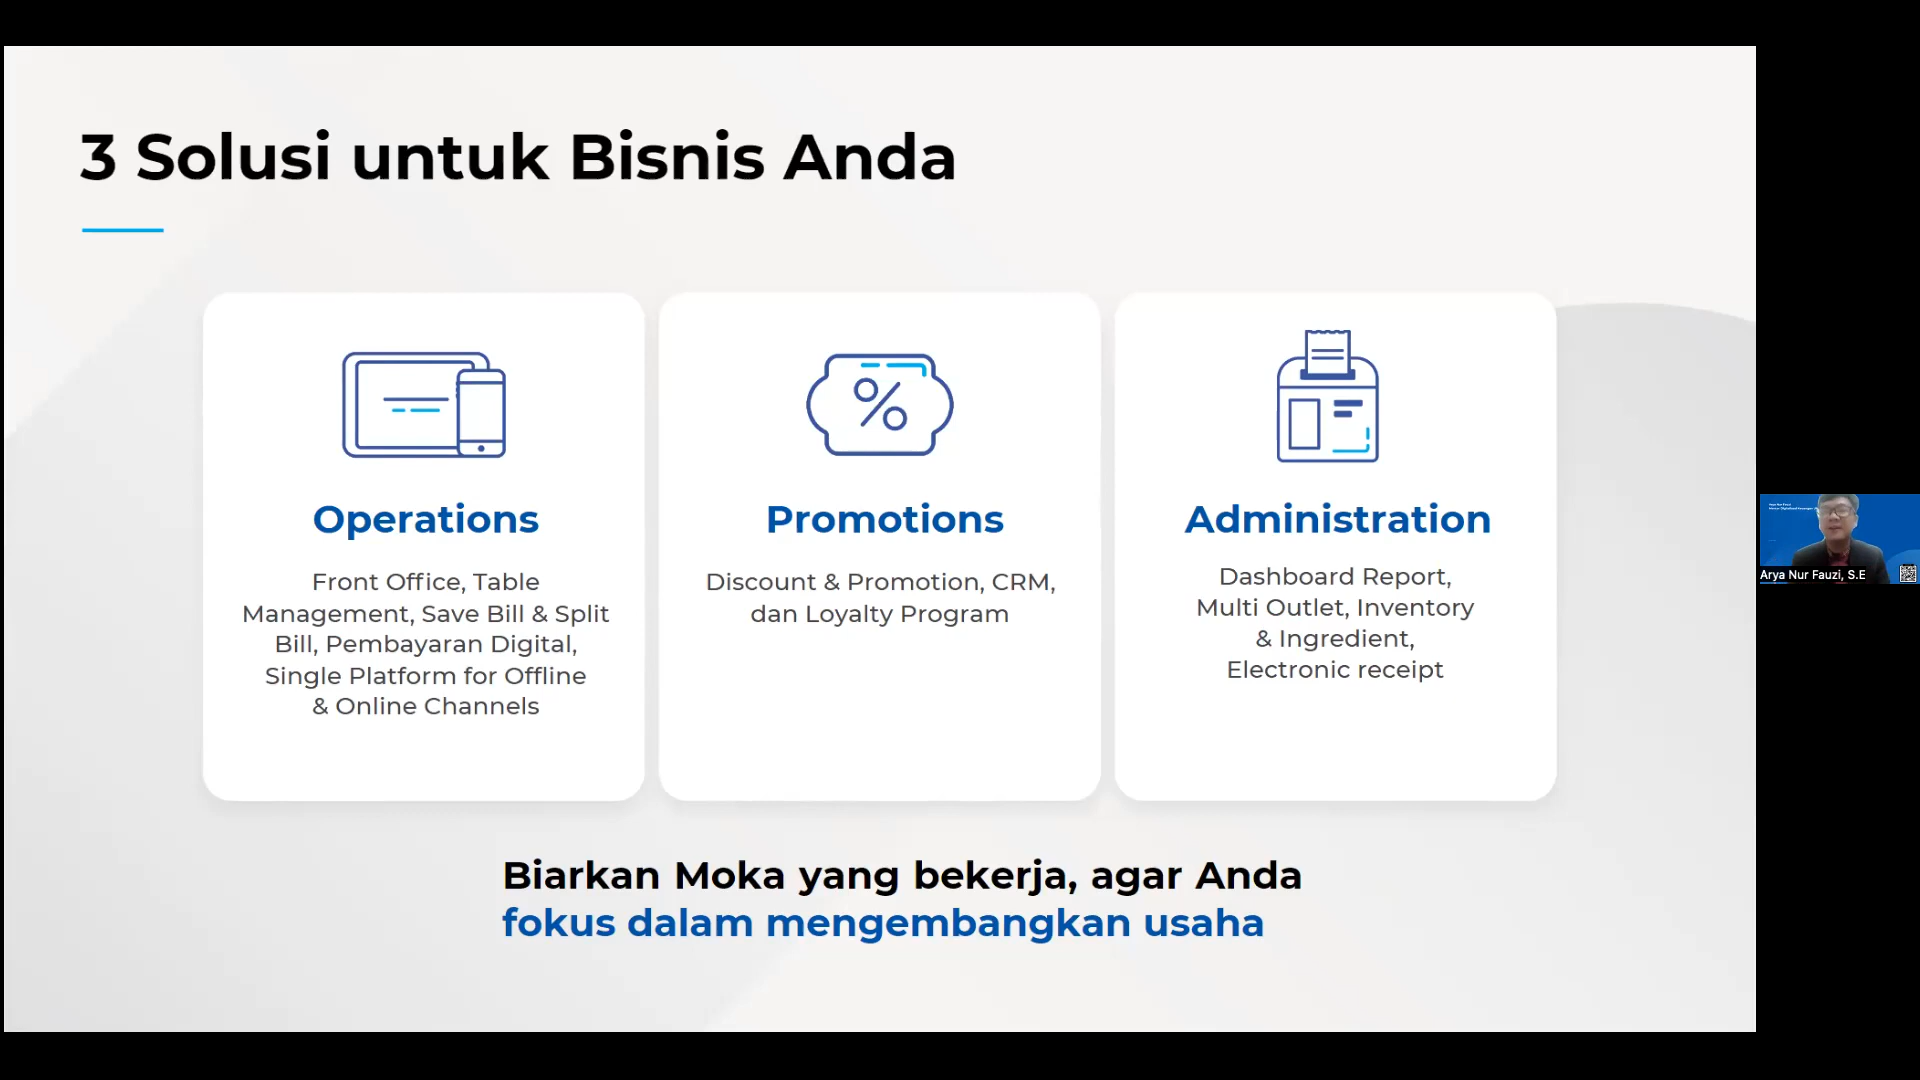 3 Solusi untuk Bisnis Anda
Operations
Front Office, Table
Management, Save Bill & Split
Bill, Pembayaran Digital,
Single Platform for Offline
& Online Channels
%
Promotions
Discount & Promotion, CRM,
dan Loyalty Program
Administration
Dashboard Report,
Multi Outlet, Inventory
& Ingredient,
Electronic receipt
Biarkan Moka yang bekerja, agar Anda
fokus dalam mengembangkan usaha
Arya Nur Fauzi, S.E